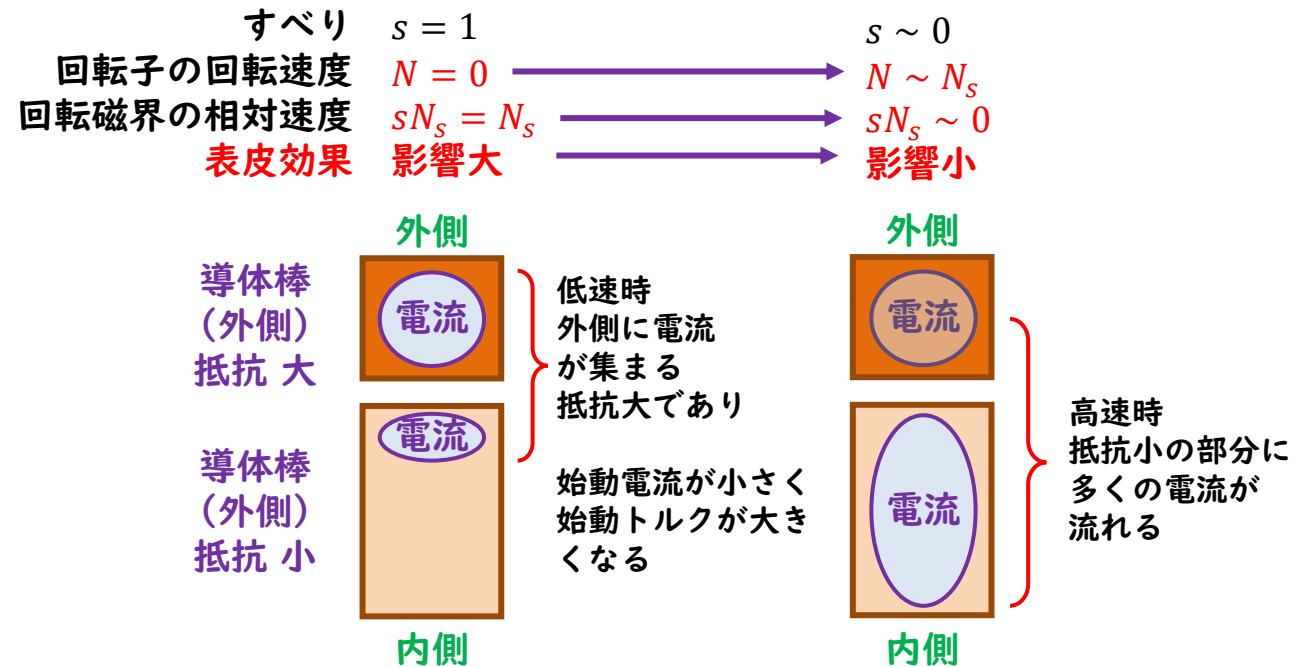 すべり s = 1 s ~ 0
回転子の回転速度 N = 0 N ~ Nₛ
回転磁界の相対速度 sNₛ = Nₛ sNₛ ~ 0
表皮効果 影響大 影響小
外側
外側
導体棒
（外側）
抵抗 大
電流
低速時
外側に電流
が集まる
抵抗大であり
電流
導体棒
（外側）
抵抗 小
電流
始動電流が小さく
始動トルクが大き
くなる
電流
高速時
抵抗小の部分に
多くの電流が
流れる
内側
内側